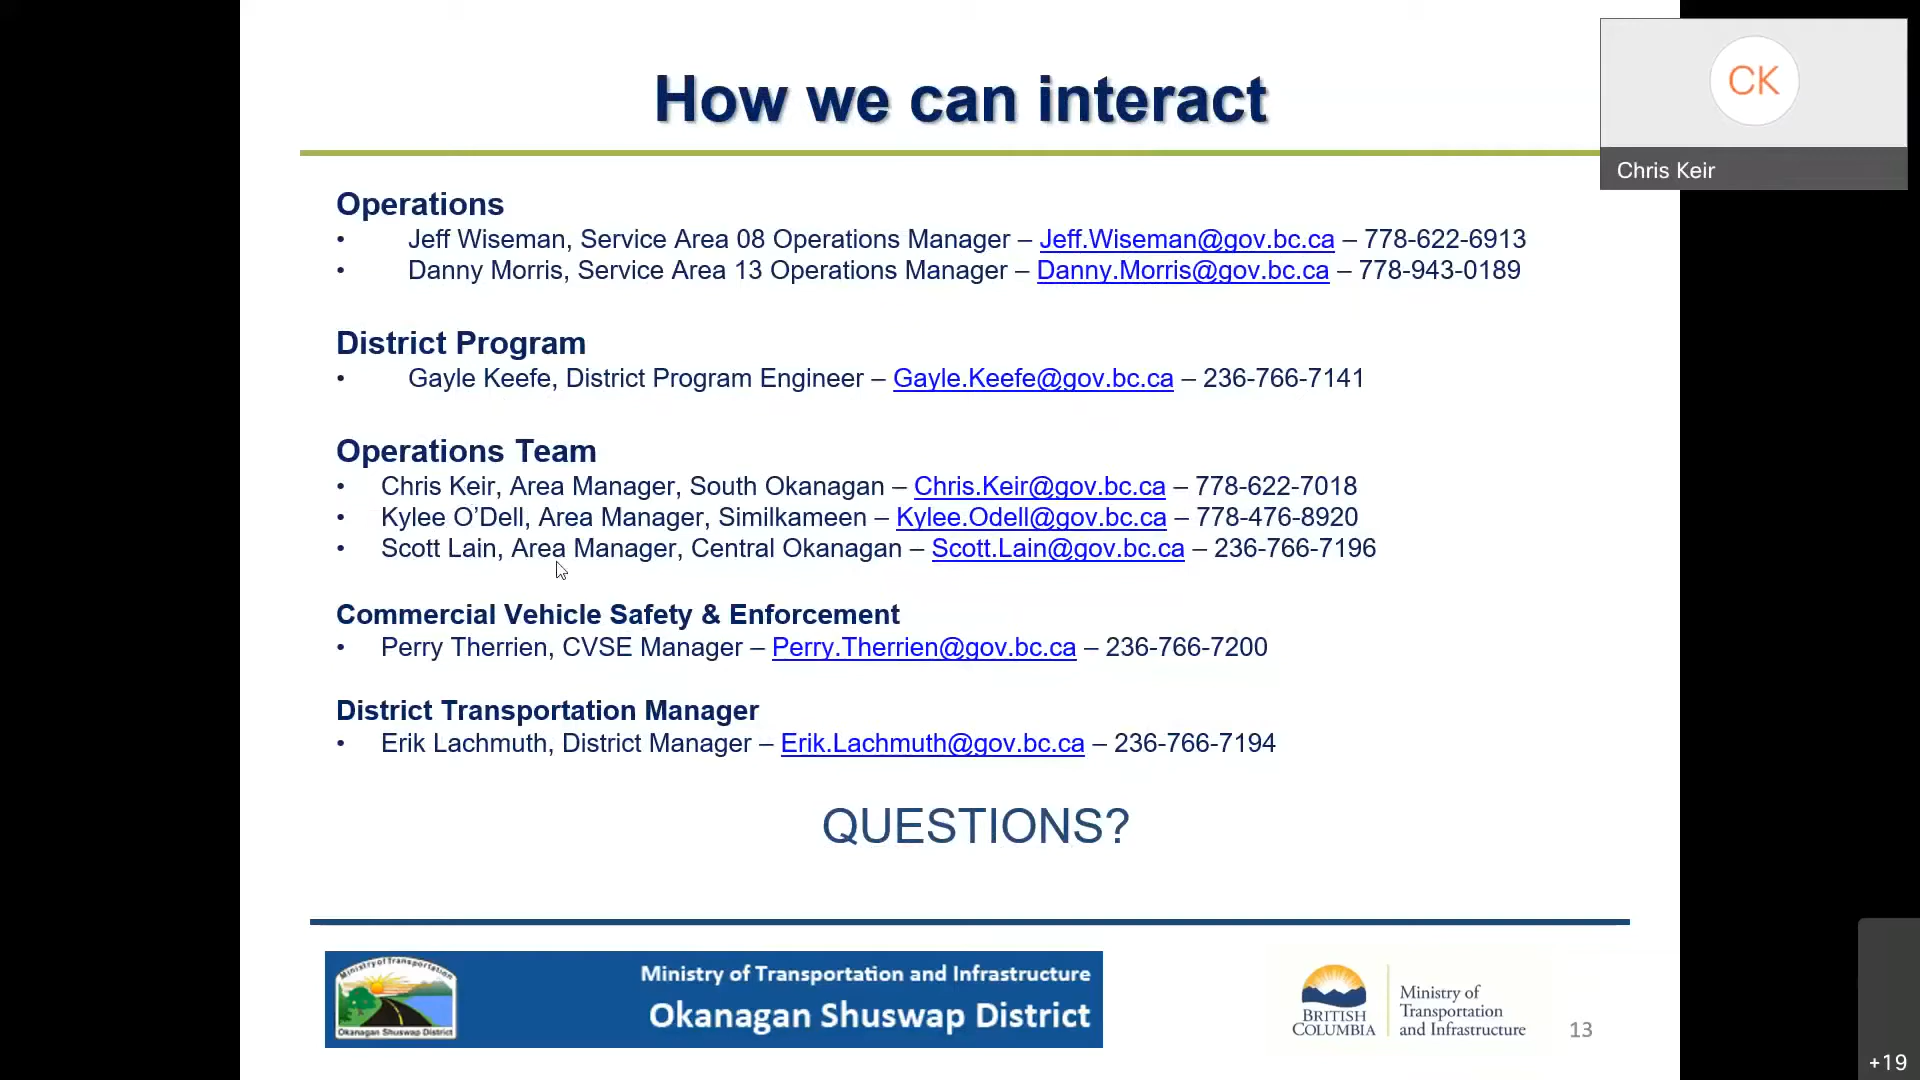 How we can interact
CK
Chris Keir
Operations
• Jeff Wiseman, Service Area 08 Operations Manager – Jeff.Wiseman@gov.bc.ca – 778-622-6913
• Danny Morris, Service Area 13 Operations Manager – Danny.Morris@gov.bc.ca – 778-943-0189
District Program
• Gayle Keefe, District Program Engineer – Gayle.Keefe@gov.bc.ca – 236-766-7141
Operations Team
• Chris Keir, Area Manager, South Okanagan – Chris.Keir@gov.bc.ca – 778-622-7018
• Kylee O’Dell, Area Manager, Similkameen – Kylee.Odell@gov.bc.ca – 778-476-8920
• Scott Lain, Area Manager, Central Okanagan – Scott.Lain@gov.bc.ca – 236-766-7196
Commercial Vehicle Safety & Enforcement
• Perry Therrien, CVSE Manager – Perry.Therrien@gov.bc.ca – 236-766-7200
District Transportation Manager
• Erik Lachmuth, District Manager – Erik.Lachmuth@gov.bc.ca – 236-766-7194
QUESTIONS?
Ministry of Transportation
Okanagan Shuswap District
Ministry of Transportation and Infrastructure
Okanagan Shuswap District
BRITISH
COLUMBIA
Ministry of
Transportation
and Infrastructure
13
+19